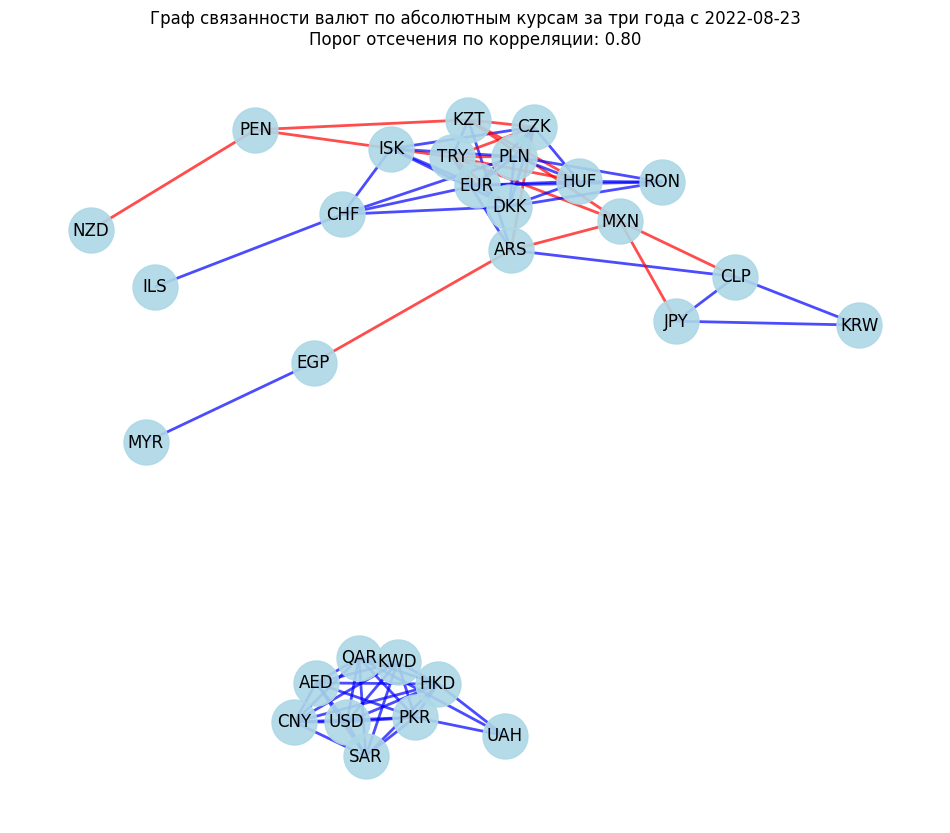 Граф связанности валют по абсолютным курсам за три года с 2022-08-23
Порог отсечения по корреляции: 0.80
KZT
CZK
PEN
ISK
TRY
PLN
EUR
HUF
RON
DKK
CHF
MXN
NZD
ARS
CLP
ILS
JPY
KRW
EGP
MYR
QAR
KWD
AED
HKD
CNY
USD
PKR
UAH
SAR